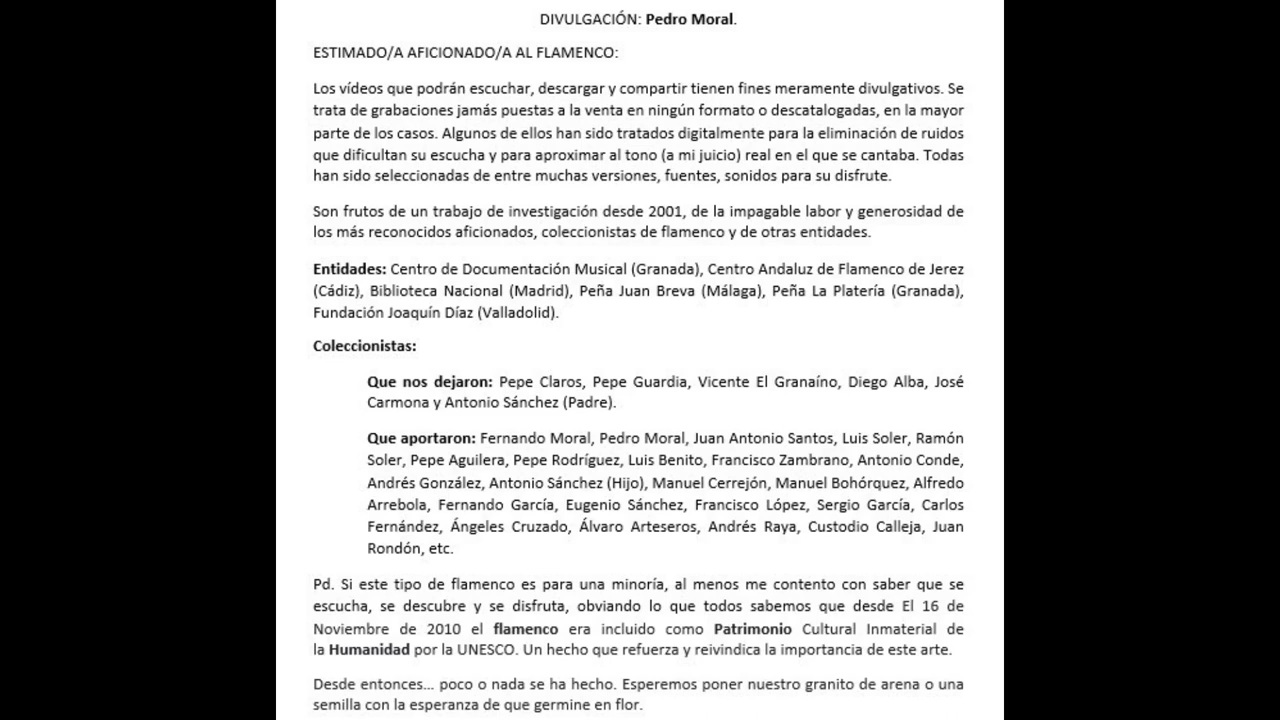 DIVULGACIÓN: Pedro Moral.
ESTIMADO/A AFICIONADO/A AL FLAMENCO:
Los vídeos que podrán escuchar, descargar y compartir tienen fines meramente divulgativos. Se
trata de grabaciones jamás puestas a la venta en ningún formato o descatalogadas, en la mayor
parte de los casos. Algunos de ellos han sido tratados digitalmente para la eliminación de ruidos
que dificultan su escucha y para aproximar al tono (a mi juicio) real en el que se cantaba. Todas
han sido seleccionadas de entre muchas versiones, fuentes, sonidos para su disfrute.
Son frutos de un trabajo de investigación desde 2001, de la impagable labor y generosidad de
los más reconocidos aficionados, coleccionistas de flamenco y de otras entidades.
Entidades: Centro de Documentación Musical (Granada), Centro Andaluz de Flamenco de Jerez
(Cádiz), Biblioteca Nacional (Madrid), Peña Juan Breva (Málaga), Peña La Platería (Granada),
Fundación Joaquín Díaz (Valladolid).
Coleccionistas:
Que nos dejaron: Pepe Claros, Pepe Guardia, Vicente El Granaíno, Diego Alba, José
Carmona y Antonio Sánchez (Padre).
Que aportaron: Fernando Moral, Pedro Moral, Juan Antonio Santos, Luis Soler, Ramón
Soler, Pepe Aguilera, Pepe Rodríguez, Luis Benito, Francisco Zambrano, Antonio Conde,
Andrés González, Antonio Sánchez (Hijo), Manuel Cerrejón, Manuel Bohórquez, Alfredo
Arrebola, Fernando García, Eugenio Sánchez, Francisco López, Sergio García, Carlos
Fernández, Ángeles Cruzado, Álvaro Arteseros, Andrés Raya, Custodio Calleja, Juan
Rondón, etc.
Pd. Si este tipo de flamenco es para una minoría, al menos me contento con saber que se
escucha, se descubre y se disfruta, obviando lo que todos sabemos que desde El 16 de
Noviembre de 2010 el flamenco era incluido como Patrimonio Cultural Inmaterial de
la Humanidad por la UNESCO. Un hecho que refuerza y reivindica la importancia de este arte.
Desde entonces... poco o nada se ha hecho. Esperemos poner nuestro granito de arena o una
semilla con la esperanza de que germine en flor.